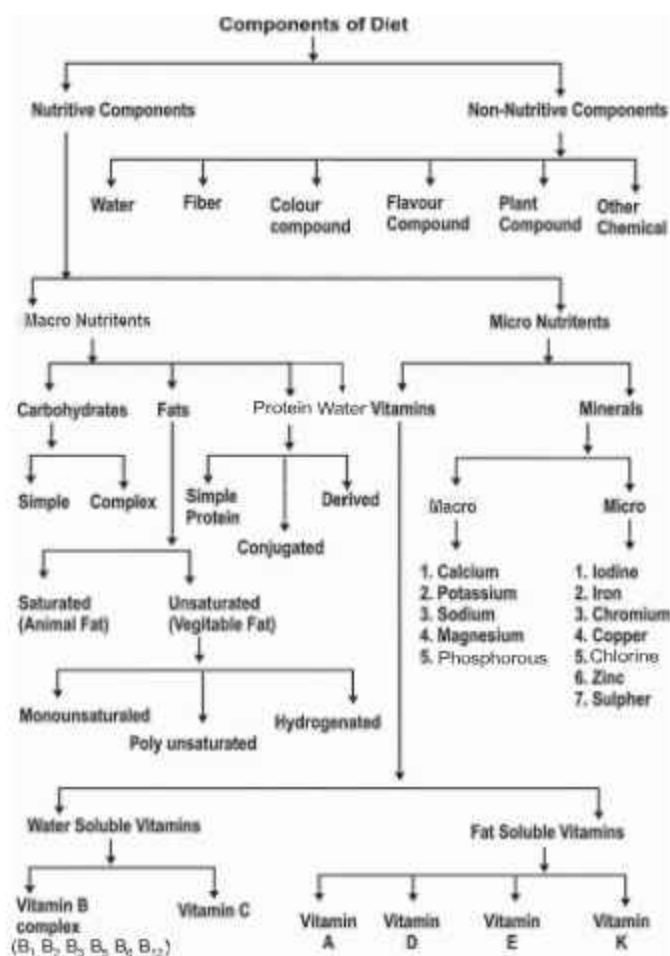 Components of Diet
Nutritive Components
Non-Nutritive Components
Water
Fiber
Colour
compound
Flavour
Compound
Plant
Compound
Other
Chemical
Macro Nutritents
Micro Nutritents
Carbohydrates
Fats
Protein Water
Vitamins
Minerals
Simple
Complex
Simple
Protein
Conjugated
Derived
Macro
Micro
1. Calcium
2. Potassium
3. Sodium
4. Magnesium
5. Phosphorous
1. Iodine
2. Iron
3. Chromium
4. Copper
5. Chlorine
6. Zinc
7. Sulpher
Saturated
(Animal Fat)
Unsaturated
(Vegitable Fat)
Monounsaturaled
Poly unsaturated
Hydrogenated
Water Soluble Vitamins
Fat Soluble Vitamins
Vitamin B
complex
(B₁ B₂ B₃ B₅ B₆ B₁₂)
Vitamin C
Vitamin
A
Vitamin
D
Vitamin
E
Vitamin
K